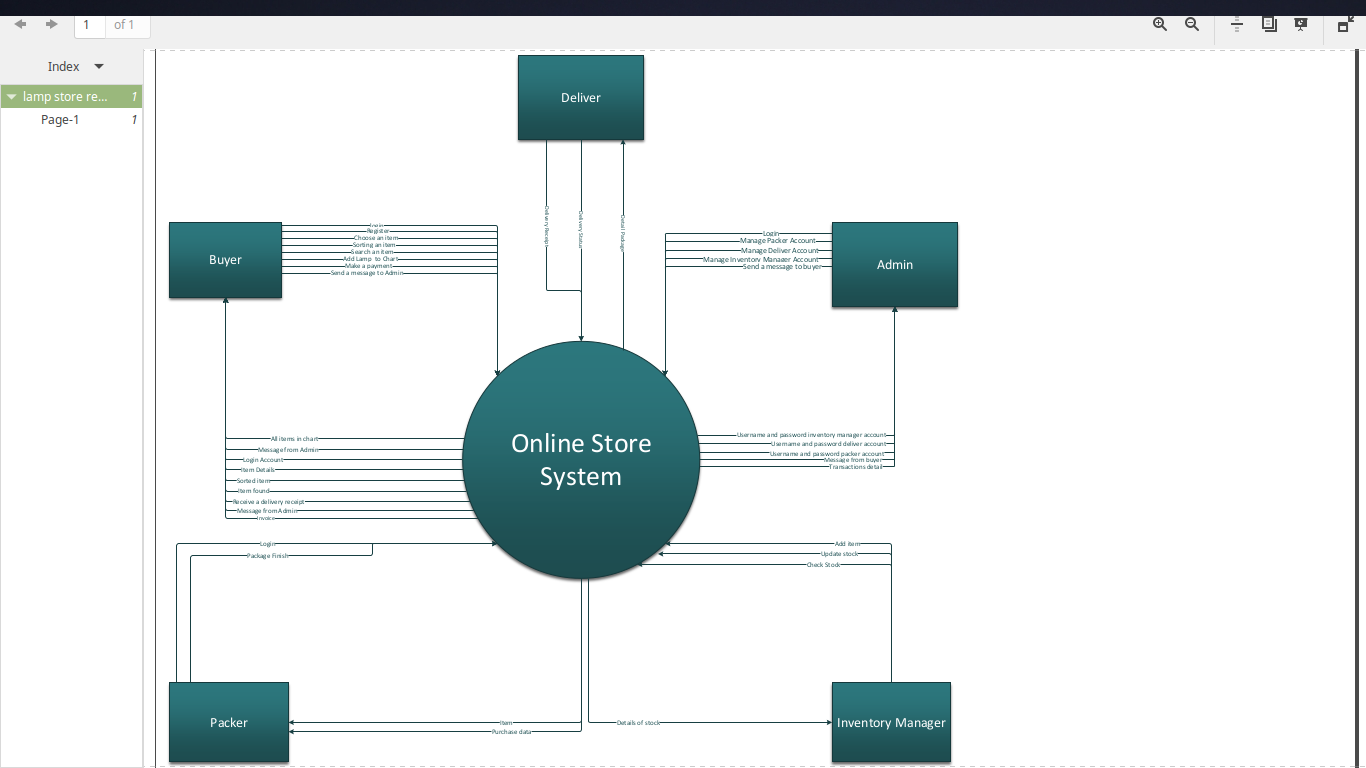 1 of 1
Index
lamp store re... 1
Page-1 1
Deliver
Delivery Receipt
Delivery Status
Detail Package
Buyer
Login
Register
Choose an item
Sorting an item
Search an item
Add Lamp to Chart
Make a payment
Send a message to Admin
Login
Manage Packer Account
Manage Deliver Account
Manage Inventory Manager Account
Send a message to buyer
Admin
Online Store
System
All items in chart
Message from Admin
Login Account
Item Details
Sorted item
Item found
Receive a delivery receipt
Message from Admin
Invoice
Username and password inventory manager account
Username and password deliver account
Username and password packer account
Message from buyer
Transactions detail
Login
Package Finish
Add item
Update stock
Check Stock
Packer
Item
Purchase data
Details of stock
Inventory Manager